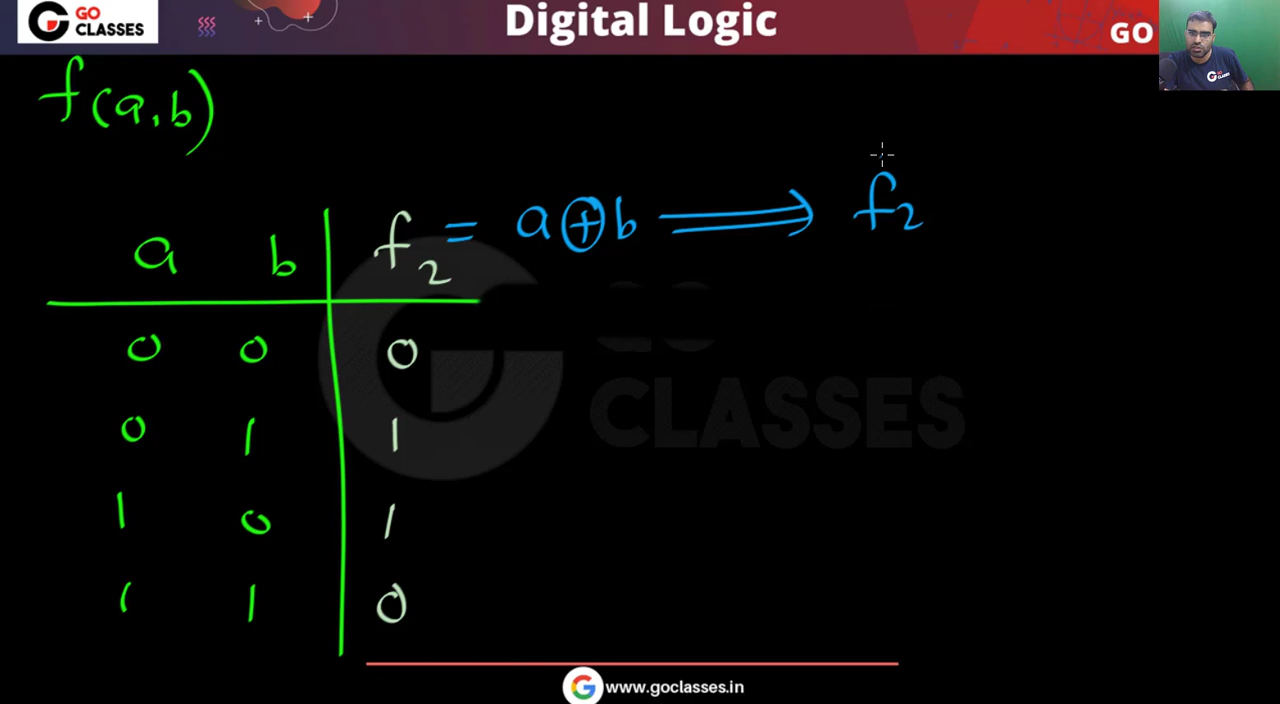 GO CLASSES
Digital Logic
GO
f(a,b)
a b f2 = a⊕b ⟹ f2
0 0 0
0 1 1
1 0 1
1 1 0
GO
CLASSES
www.goclasses.in